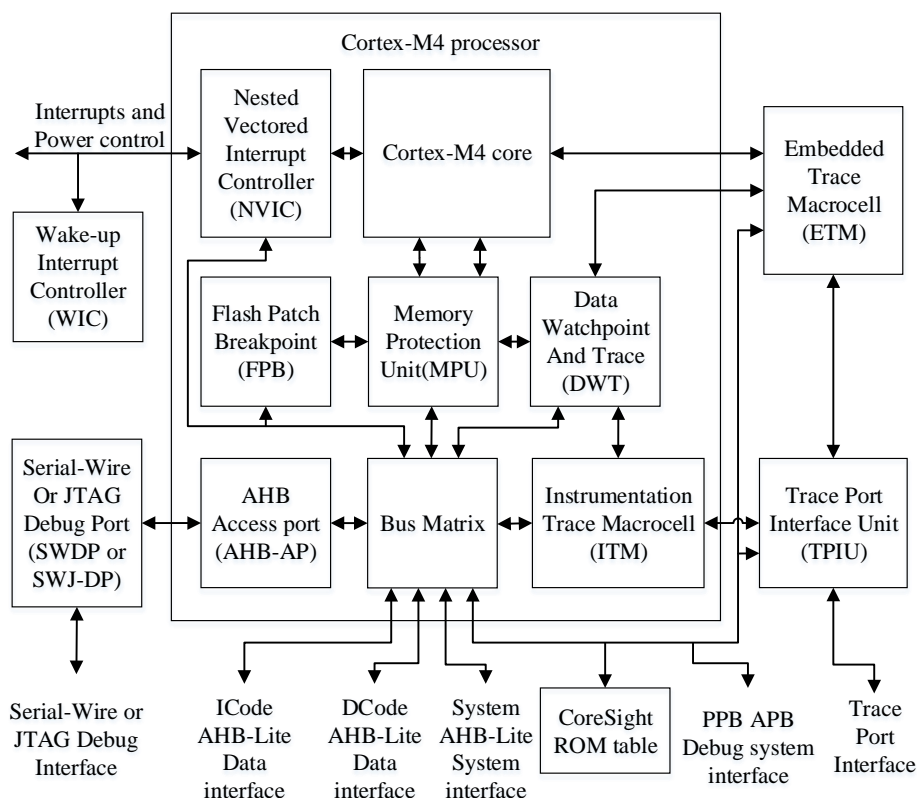 Cortex-M4 processor
Interrupts and
Power control
Nested
Vectored
Interrupt
Controller
(NVIC)
Cortex-M4 core
Embedded
Trace
Macrocell
(ETM)
Wake-up
Interrupt
Controller
(WIC)
Flash Patch
Breakpoint
(FPB)
Memory
Protection
Unit(MPU)
Data
Watchpoint
And Trace
(DWT)
Serial-Wire
Or JTAG
Debug Port
(SWDP or
SWJ-DP)
AHB
Access port
(AHB-AP)
Bus Matrix
Instrumentation
Trace Macrocell
(ITM)
Trace Port
Interface Unit
(TPIU)
Serial-Wire or
JTAG Debug
Interface
ICode
AHB-Lite
Data
interface
DCode
AHB-Lite
Data
interface
System
AHB-Lite
System
interface
CoreSight
ROM table
PPB APB
Debug system
interface
Trace
Port
Interface